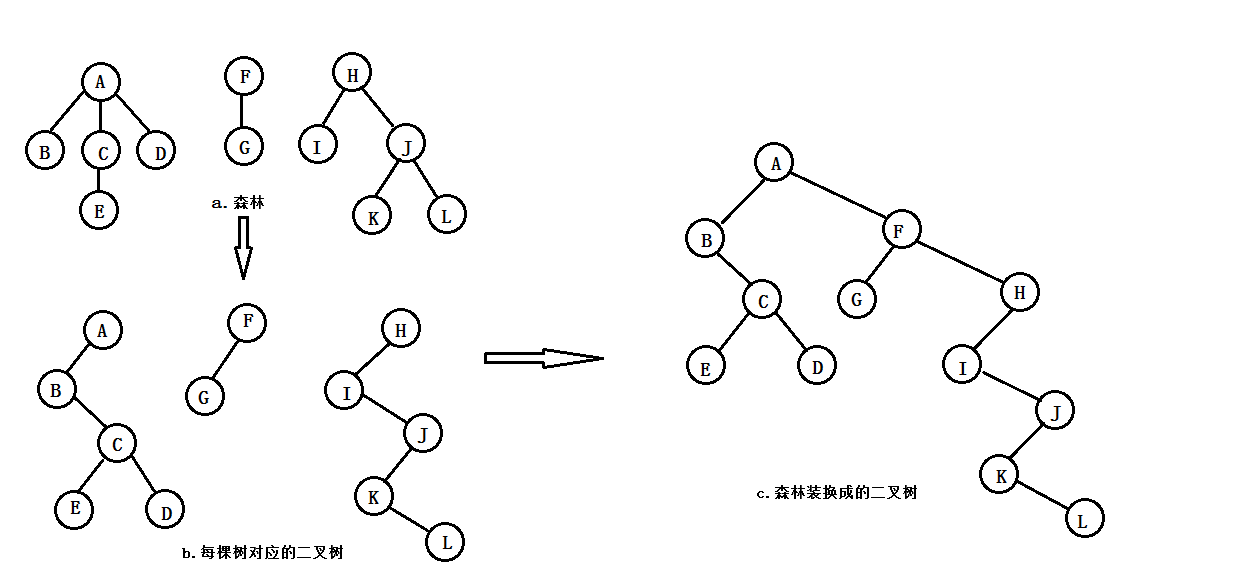 A F H
B C D G I J
E K L
a.森林
A F H
B G I
C J
E D K
L
b.每棵树对应的二叉树
A
B F
C G H
E D I
J
K
L
c.森林装换成的二叉树